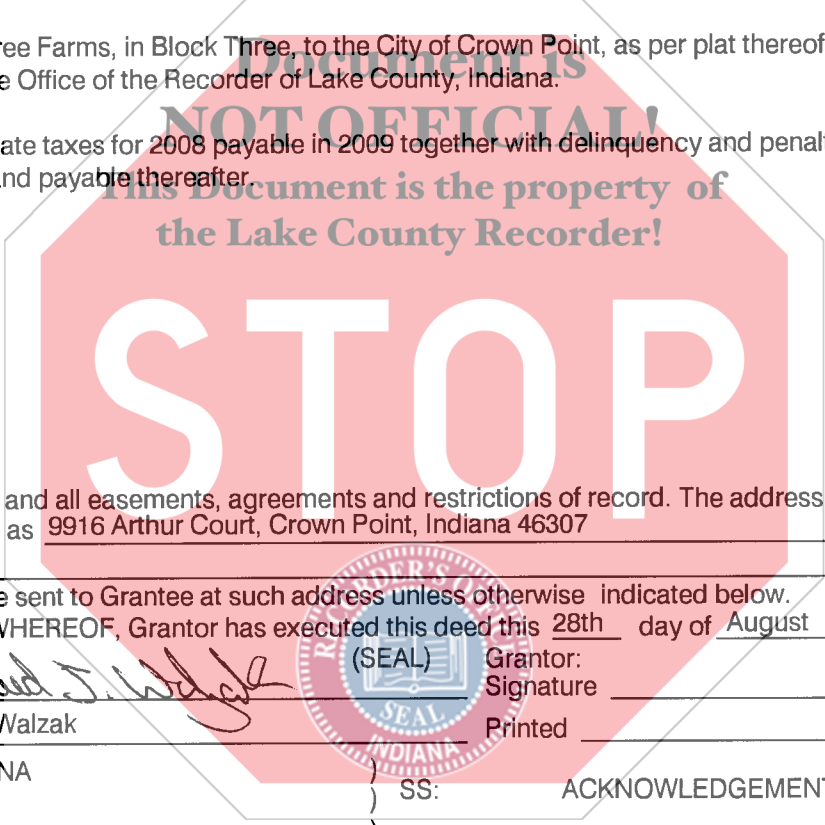 ree Farms, in Block Three, to the City of Crown Point, as per plat thereof
Document is
e Office of the Recorder of Lake County, Indiana.
NOT OFFICIAL!
ate taxes for 2008 payable in 2009 together with delinquency and penal
nd payable thereafter.
This Document is the property of
the Lake County Recorder!
STOP
and all easements, agreements and restrictions of record. The address
as 9916 Arthur Court, Crown Point, Indiana 46307
e sent to Grantee at such address unless otherwise indicated below.
WHEREOF, Grantor has executed this deed this 28th day of August
(SEAL) Grantor:
J. Walzak Signature
Walzak Printed
RECORDER'S OFFICE
SEAL
INDIANA
NA
) SS: ACKNOWLEDGEMENT
)